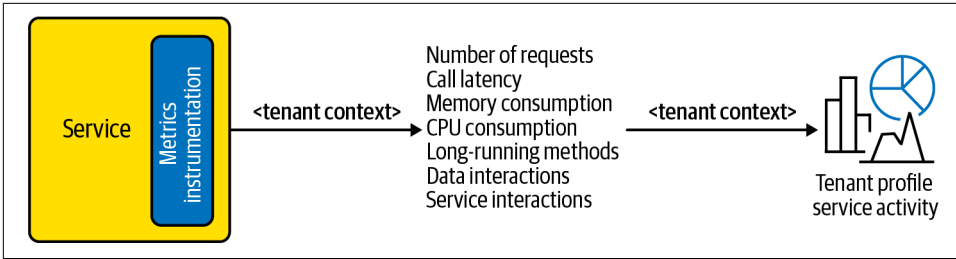 Service
Metrics
instrumentation
<tenant context>
Number of requests
Call latency
Memory consumption
CPU consumption
Long-running methods
Data interactions
Service interactions
<tenant context>
Tenant profile
service activity